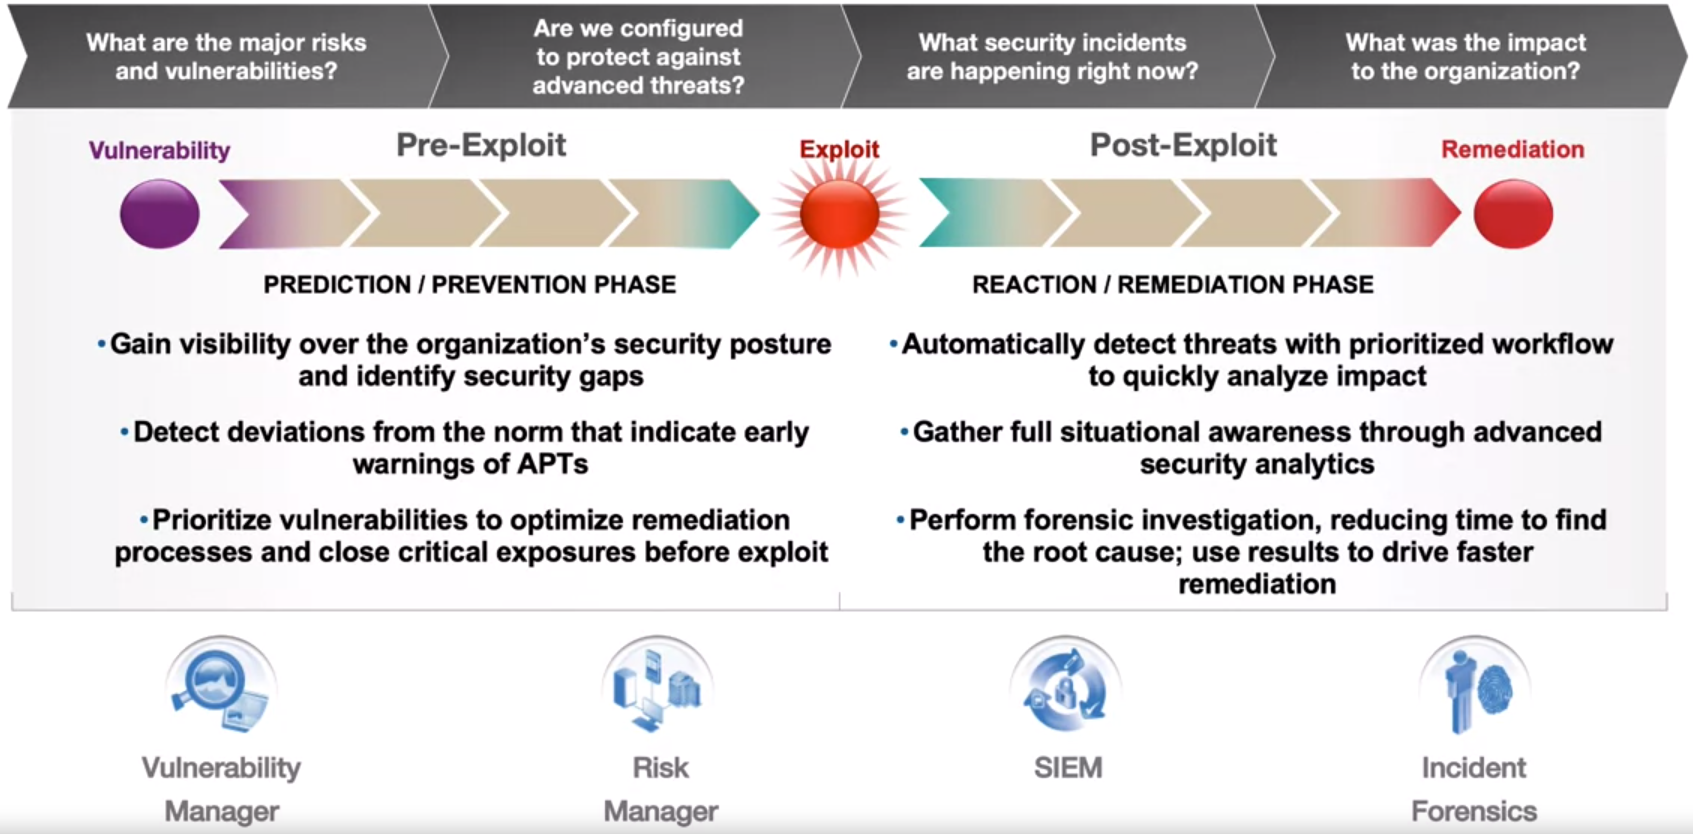 What are the major risks
and vulnerabilities?
Are we configured
to protect against
advanced threats?
What security incidents
are happening right now?
What was the impact
to the organization?
Vulnerability
Pre-Exploit
Exploit
Post-Exploit
Remediation
PREDICTION / PREVENTION PHASE
•Gain visibility over the organization’s security posture
and identify security gaps
•Detect deviations from the norm that indicate early
warnings of APTs
•Prioritize vulnerabilities to optimize remediation
processes and close critical exposures before exploit
REACTION / REMEDIATION PHASE
•Automatically detect threats with prioritized workflow
to quickly analyze impact
•Gather full situational awareness through advanced
security analytics
•Perform forensic investigation, reducing time to find
the root cause; use results to drive faster
remediation
Vulnerability
Manager
Risk
Manager
SIEM
Incident
Forensics